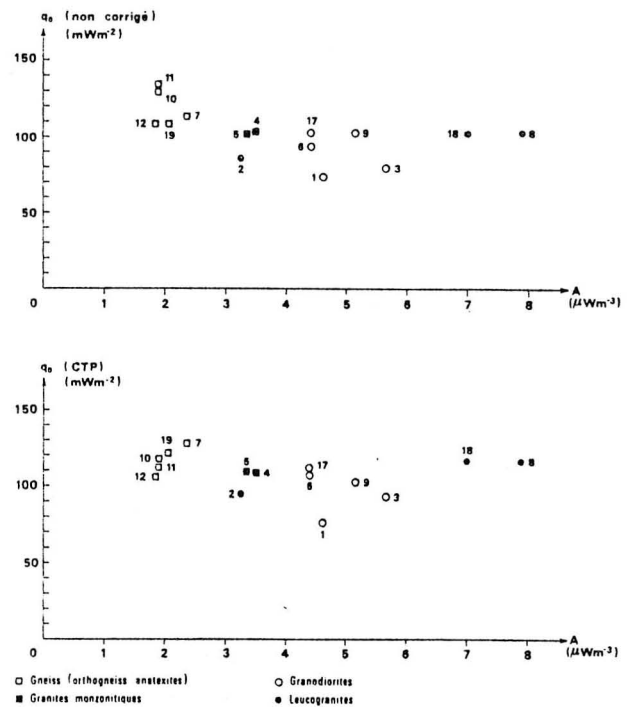 q₀ (non corrigé)
(mWm⁻²)
150
100
50
0
11
10
12
19
7
5
4
2
17
6
1
9
3
18
8
1 2 3 4 5 6 7 8
A
(μWm⁻³)
q₀ (CTP)
(mWm⁻²)
150
100
50
0
19
7
10
11
12
5
4
2
17
6
1
9
3
18
8
1 2 3 4 5 6 7 8
A
(μWm⁻³)
Gneiss (orthogneiss anatexites)
Granodiorites
Granites monzonitiques
Leucogranites